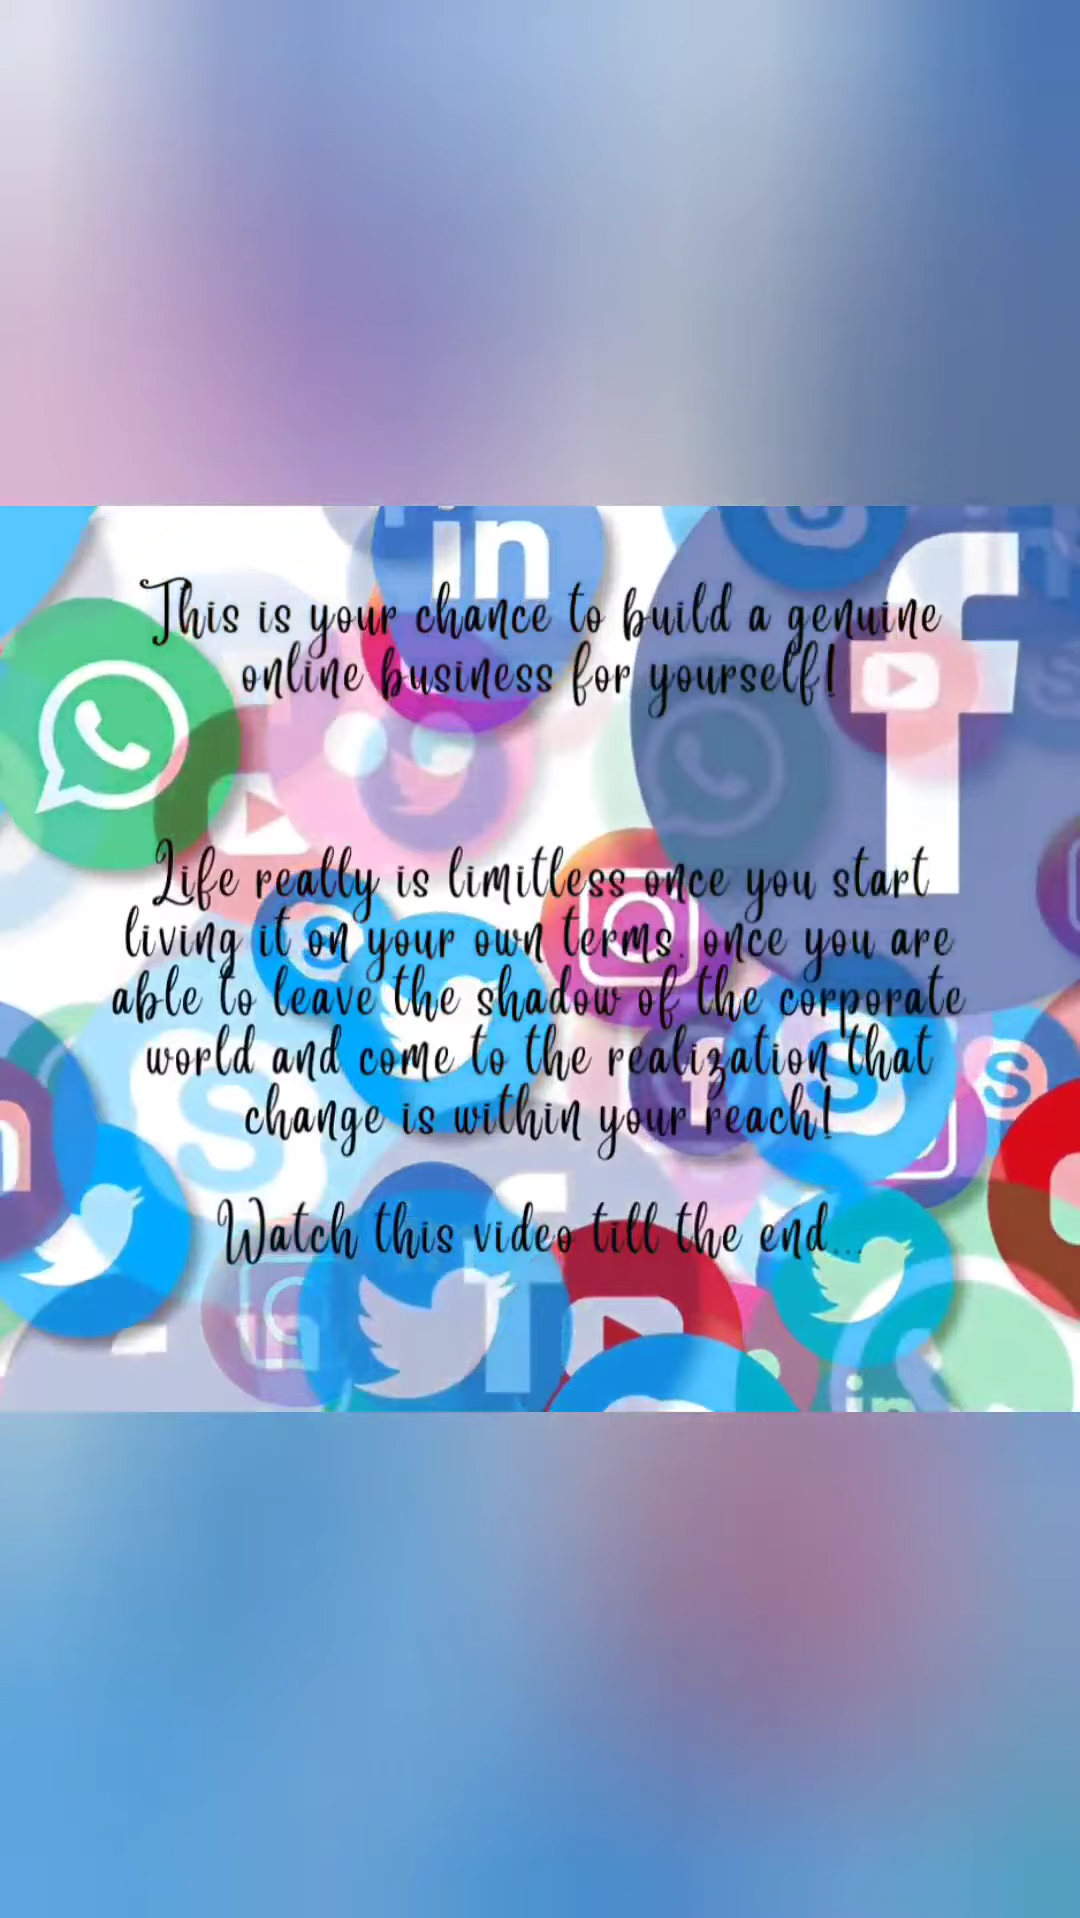 This is your chance to build a genuine
online business for yourself!
Life really is limitless once you start
living it on your own terms, once you are
able to leave the shadow of the corporate
world and come to the realization that
change is within your reach!
Watch this video till the end...